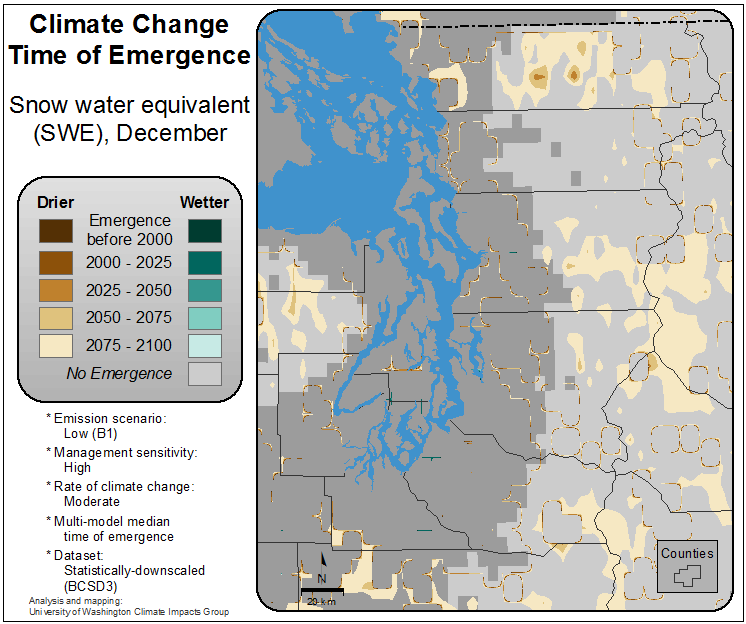 Climate Change
Time of Emergence
Snow water equivalent
(SWE), December
Drier Wetter
Emergence
before 2000
2000 - 2025
2025 - 2050
2050 - 2075
2075 - 2100
No Emergence
* Emission scenario:
Low (B1)
* Management sensitivity:
High
* Rate of climate change:
Moderate
* Multi-model median
time of emergence
* Dataset:
Statistically-downscaled
(BCSD3)
Analysis and mapping:
University of Washington Climate Impacts Group
N
20 km
Counties